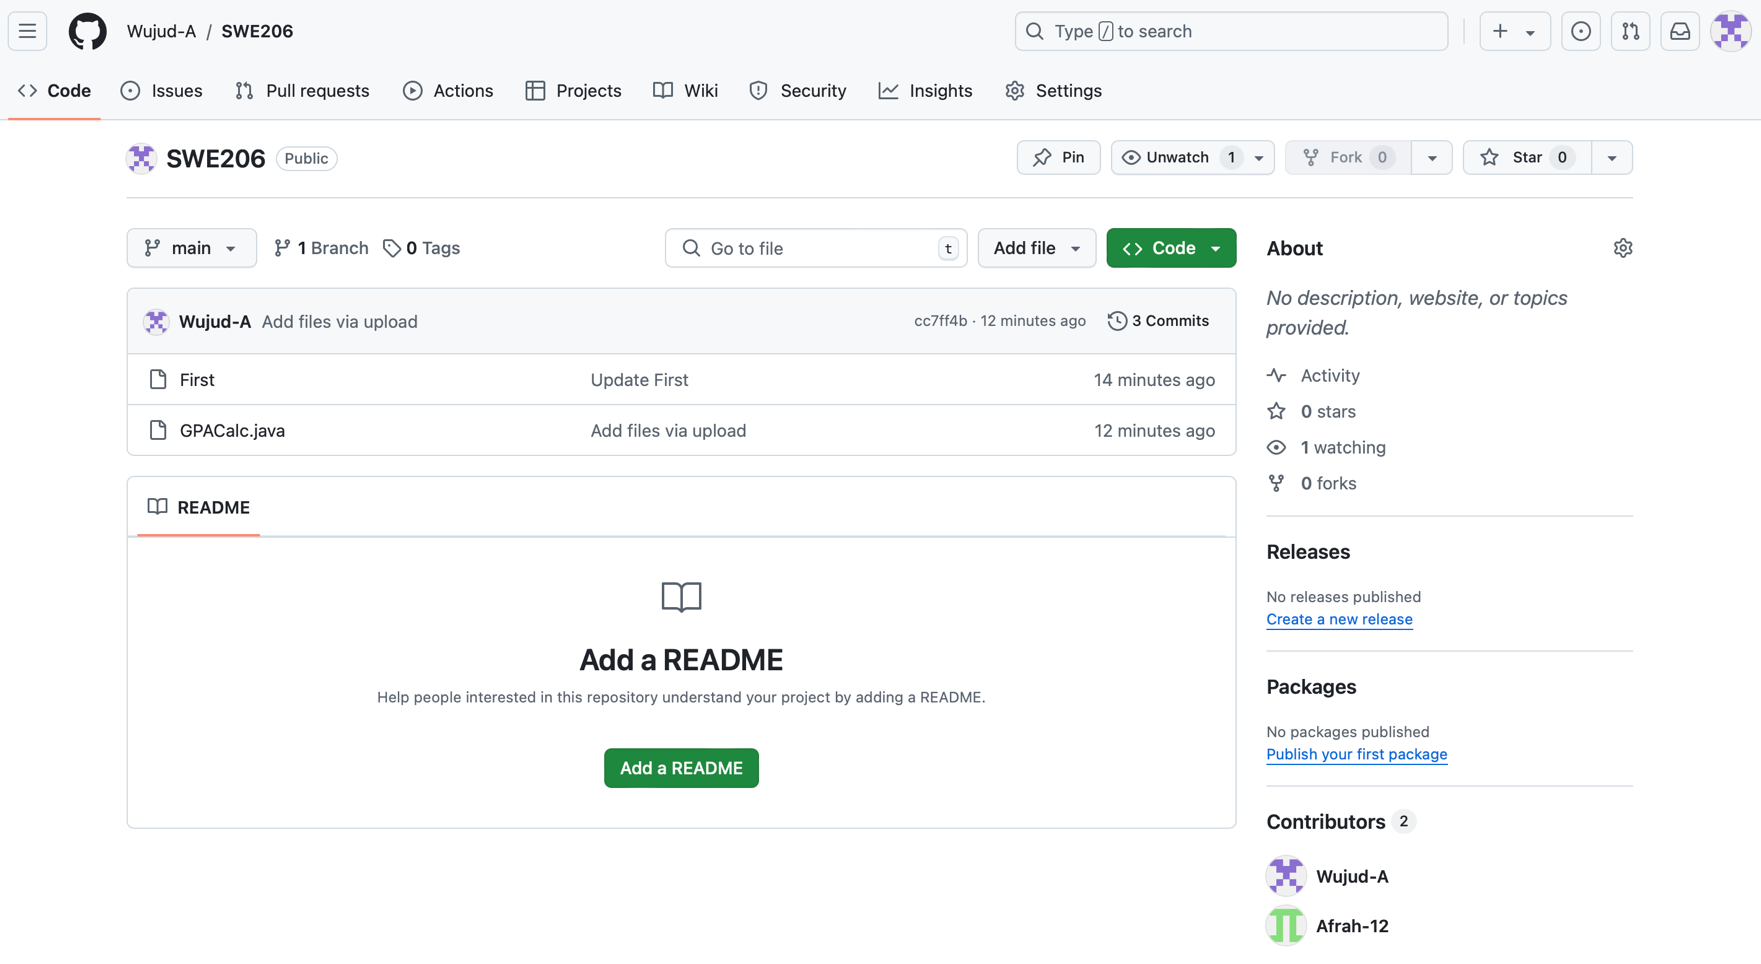 Wujud-A / SWE206
Type / to search
Code Issues Pull requests Actions Projects Wiki Security Insights Settings
SWE206 Public
Pin Unwatch 1 Fork 0 Star 0
main 1 Branch 0 Tags Go to file t Add file Code
Wujud-A Add files via upload cc7ff4b · 12 minutes ago 3 Commits
First Update First 14 minutes ago
GPACalc.java Add files via upload 12 minutes ago
README
Add a README
Help people interested in this repository understand your project by adding a README.
Add a README
About
No description, website, or topics
provided.
Activity
0 stars
1 watching
0 forks
Releases
No releases published
Create a new release
Packages
No packages published
Publish your first package
Contributors 2
Wujud-A
Afrah-12